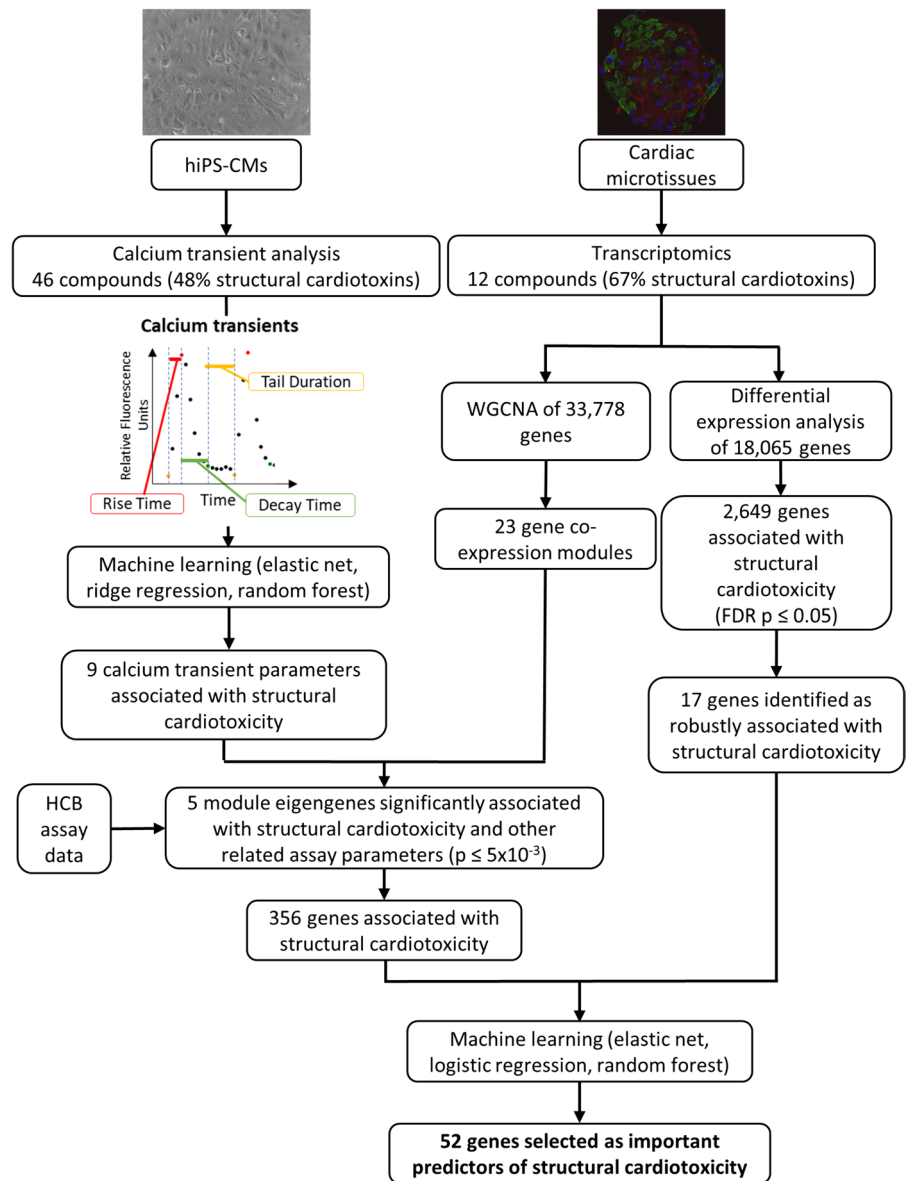 hiPS-CMs
Cardiac
microtissues
Calcium transient analysis
46 compounds (48% structural cardiotoxins)
Transcriptomics
12 compounds (67% structural cardiotoxins)
Calcium transients
Relative Fluorescence
Units
Tail Duration
Rise Time
Time
Decay Time
WGCNA of 33,778
genes
Differential
expression analysis
of 18,065 genes
23 gene co-
expression modules
2,649 genes
associated with
structural
cardiotoxicity
(FDR p ≤ 0.05)
Machine learning (elastic net,
ridge regression, random forest)
9 calcium transient parameters
associated with structural
cardiotoxicity
17 genes identified as
robustly associated with
structural cardiotoxicity
HCB
assay
data
5 module eigengenes significantly associated
with structural cardiotoxicity and other
related assay parameters (p ≤ 5x10⁻³)
356 genes associated with
structural cardiotoxicity
Machine learning (elastic net,
logistic regression, random forest)
52 genes selected as important
predictors of structural cardiotoxicity